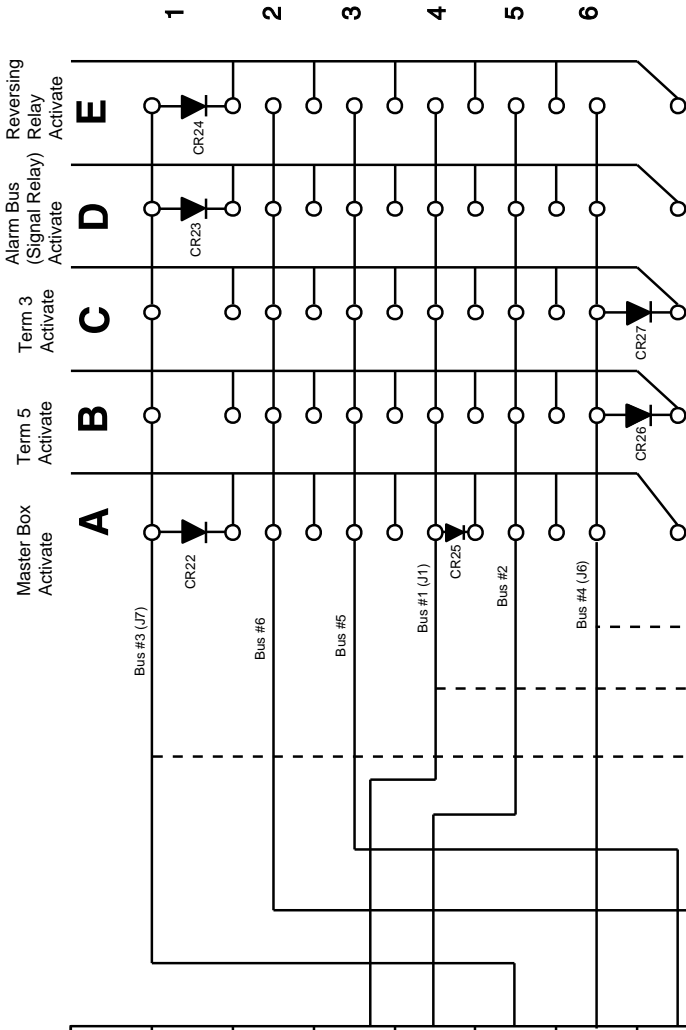 1
2
3
4
5
6
Reversing
Relay
Activate
E
CR24
Alarm Bus
(Signal Relay)
Activate
D
CR23
Term 3
Activate
C
CR27
Term 5
Activate
B
CR26
Master Box
Activate
A
CR22
CR25
Bus #3 (J7)
Bus #6
Bus #5
Bus #1 (J1)
Bus #2
Bus #4 (J6)